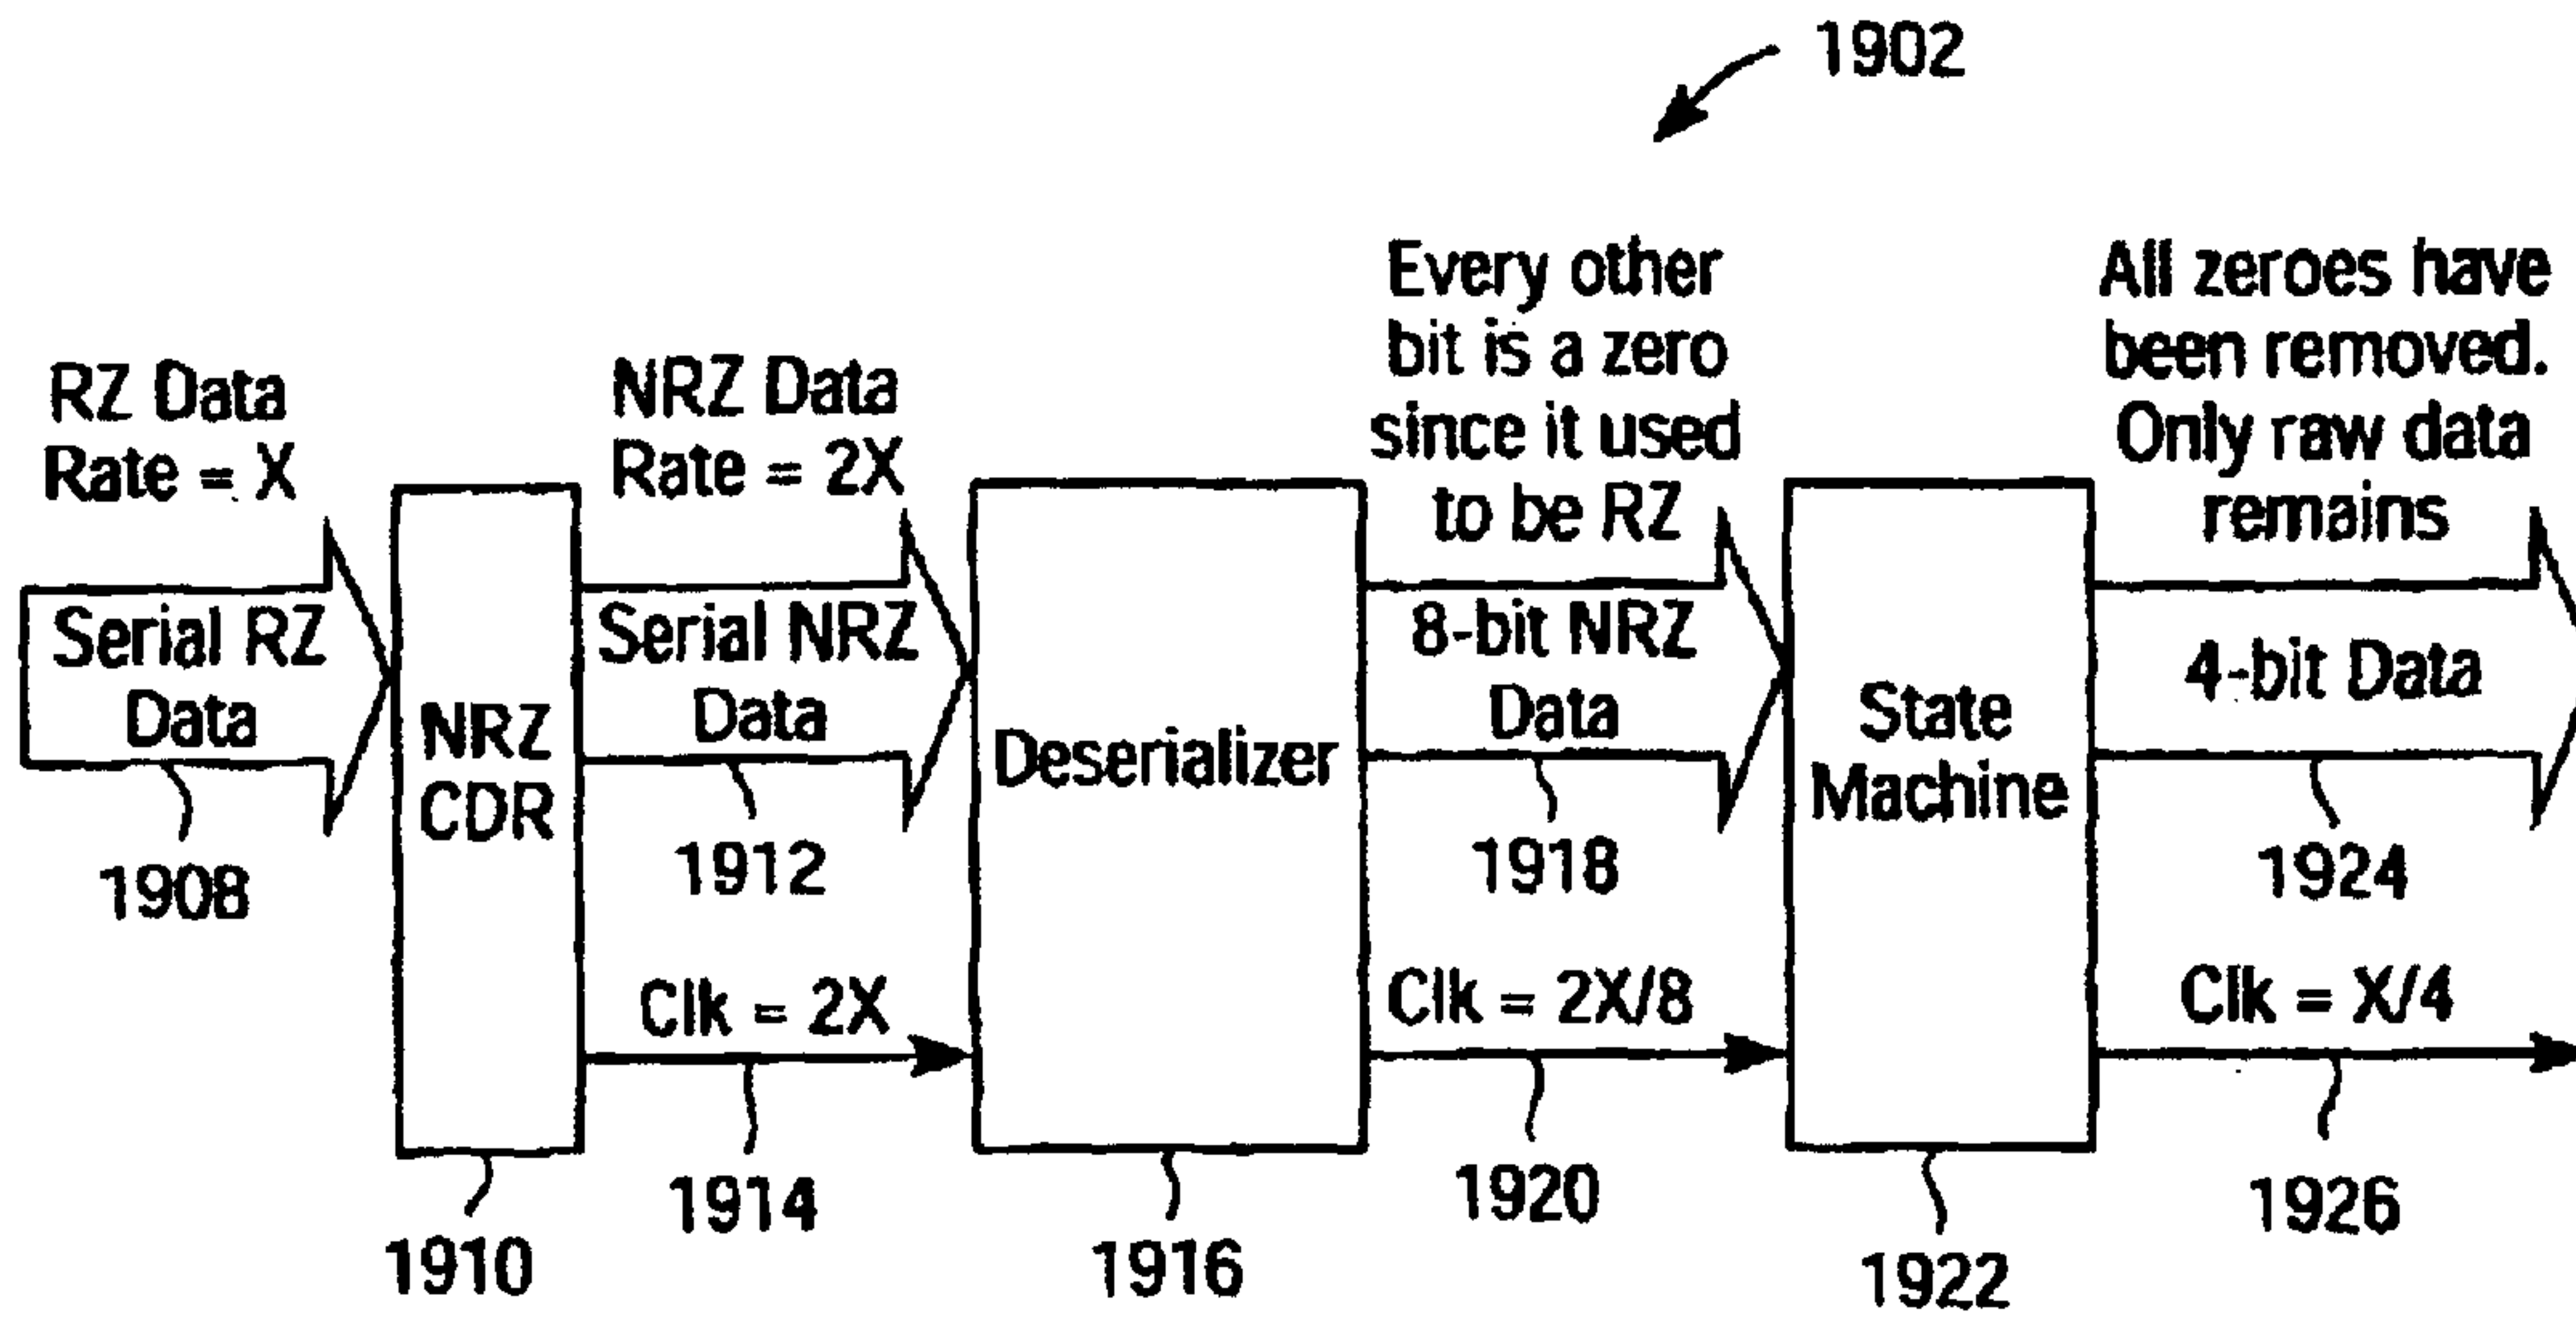 1902
RZ Data
Rate = X
Serial RZ
Data
1908
NRZ
CDR
1910
NRZ Data
Rate = 2X
Serial NRZ
Data
1912
Clk = 2X
1914
Deserializer
1916
Every other
bit is a zero
since it used
to be RZ
8-bit NRZ
Data
1918
Clk = 2X/8
1920
State
Machine
1922
All zeroes have
been removed.
Only raw data
remains
4-bit Data
1924
Clk = X/4
1926